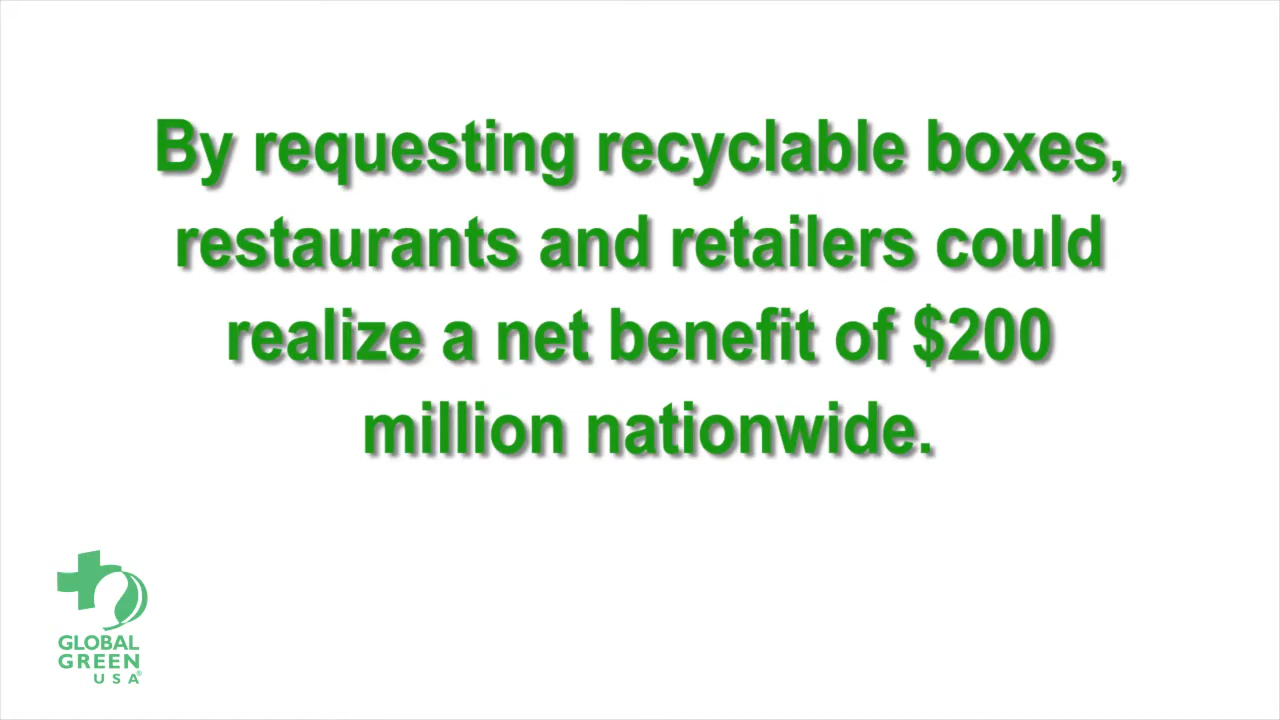 By requesting recyclable boxes,
restaurants and retailers could
realize a net benefit of $200
million nationwide.
GLOBAL
GREEN
USA®